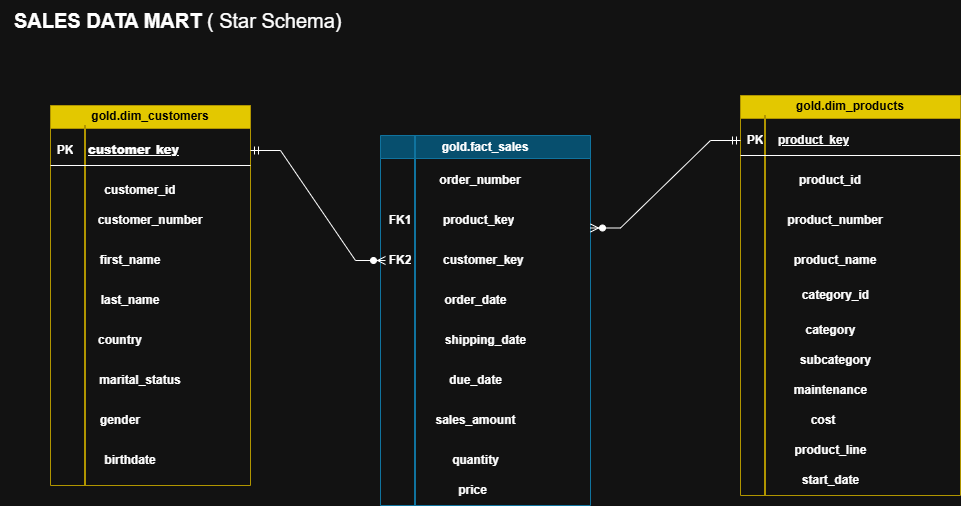 SALES DATA MART ( Star Schema)
gold.dim_customers
PK customer_key
customer_id
customer_number
first_name
last_name
country
marital_status
gender
birthdate
gold.fact_sales
order_number
FK1 product_key
FK2 customer_key
order_date
shipping_date
due_date
sales_amount
quantity
price
gold.dim_products
PK product_key
product_id
product_number
product_name
category_id
category
subcategory
maintenance
cost
product_line
start_date